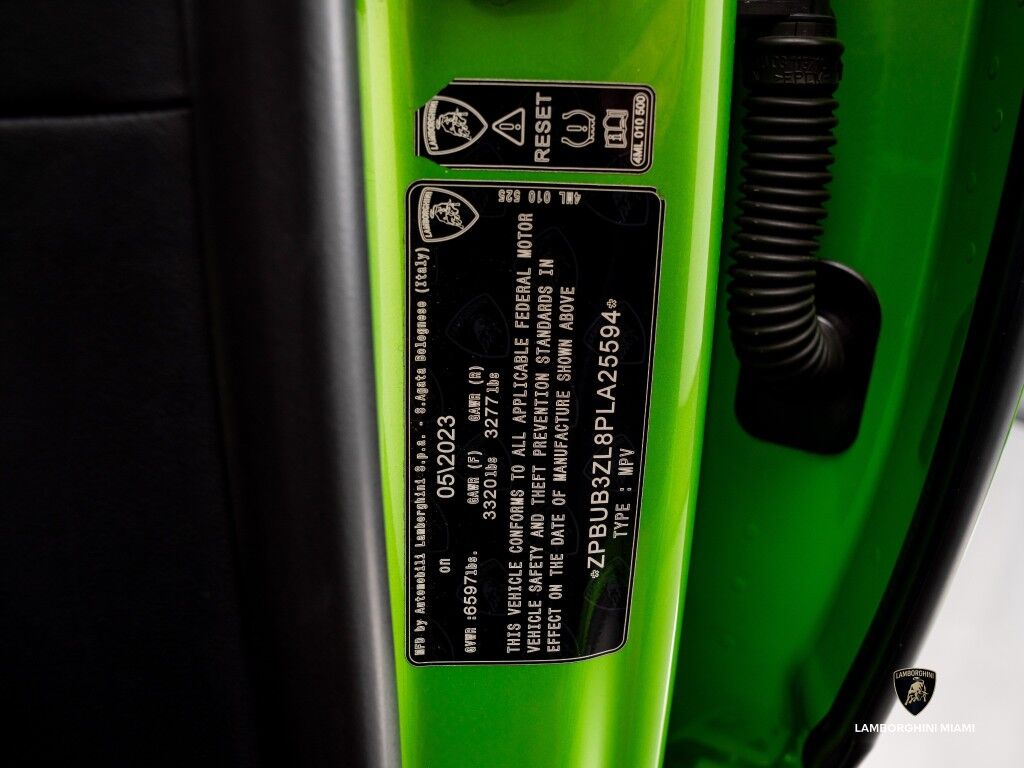 LAMBORGHINI
RESET
4ML 010 500
LAMBORGHINI
4ML 010 525
MFD by Automobili Lamborghini S.p.a. - S.Agata Bolognese (Italy)
on 05\2023
GVWR :6597lbs. GAWR (F) GAWR (R)
3320lbs 3277lbs
THIS VEHICLE CONFORMS TO ALL APPLICABLE FEDERAL MOTOR
VEHICLE SAFETY AND THEFT PREVENTION STANDARDS IN
EFFECT ON THE DATE OF MANUFACTURE SHOWN ABOVE
*ZPBUB3ZL8PLA25594*
TYPE : MPV
LAMBORGHINI
LAMBORGHINI MIAMI